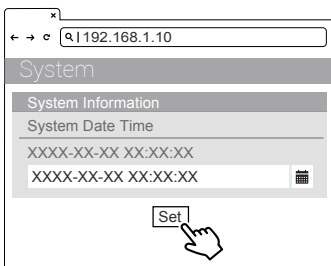 192.168.1.10
System
System Information
System Date Time
XXXX-XX-XX XX:XX:XX
XXXX-XX-XX XX:XX:XX
Set